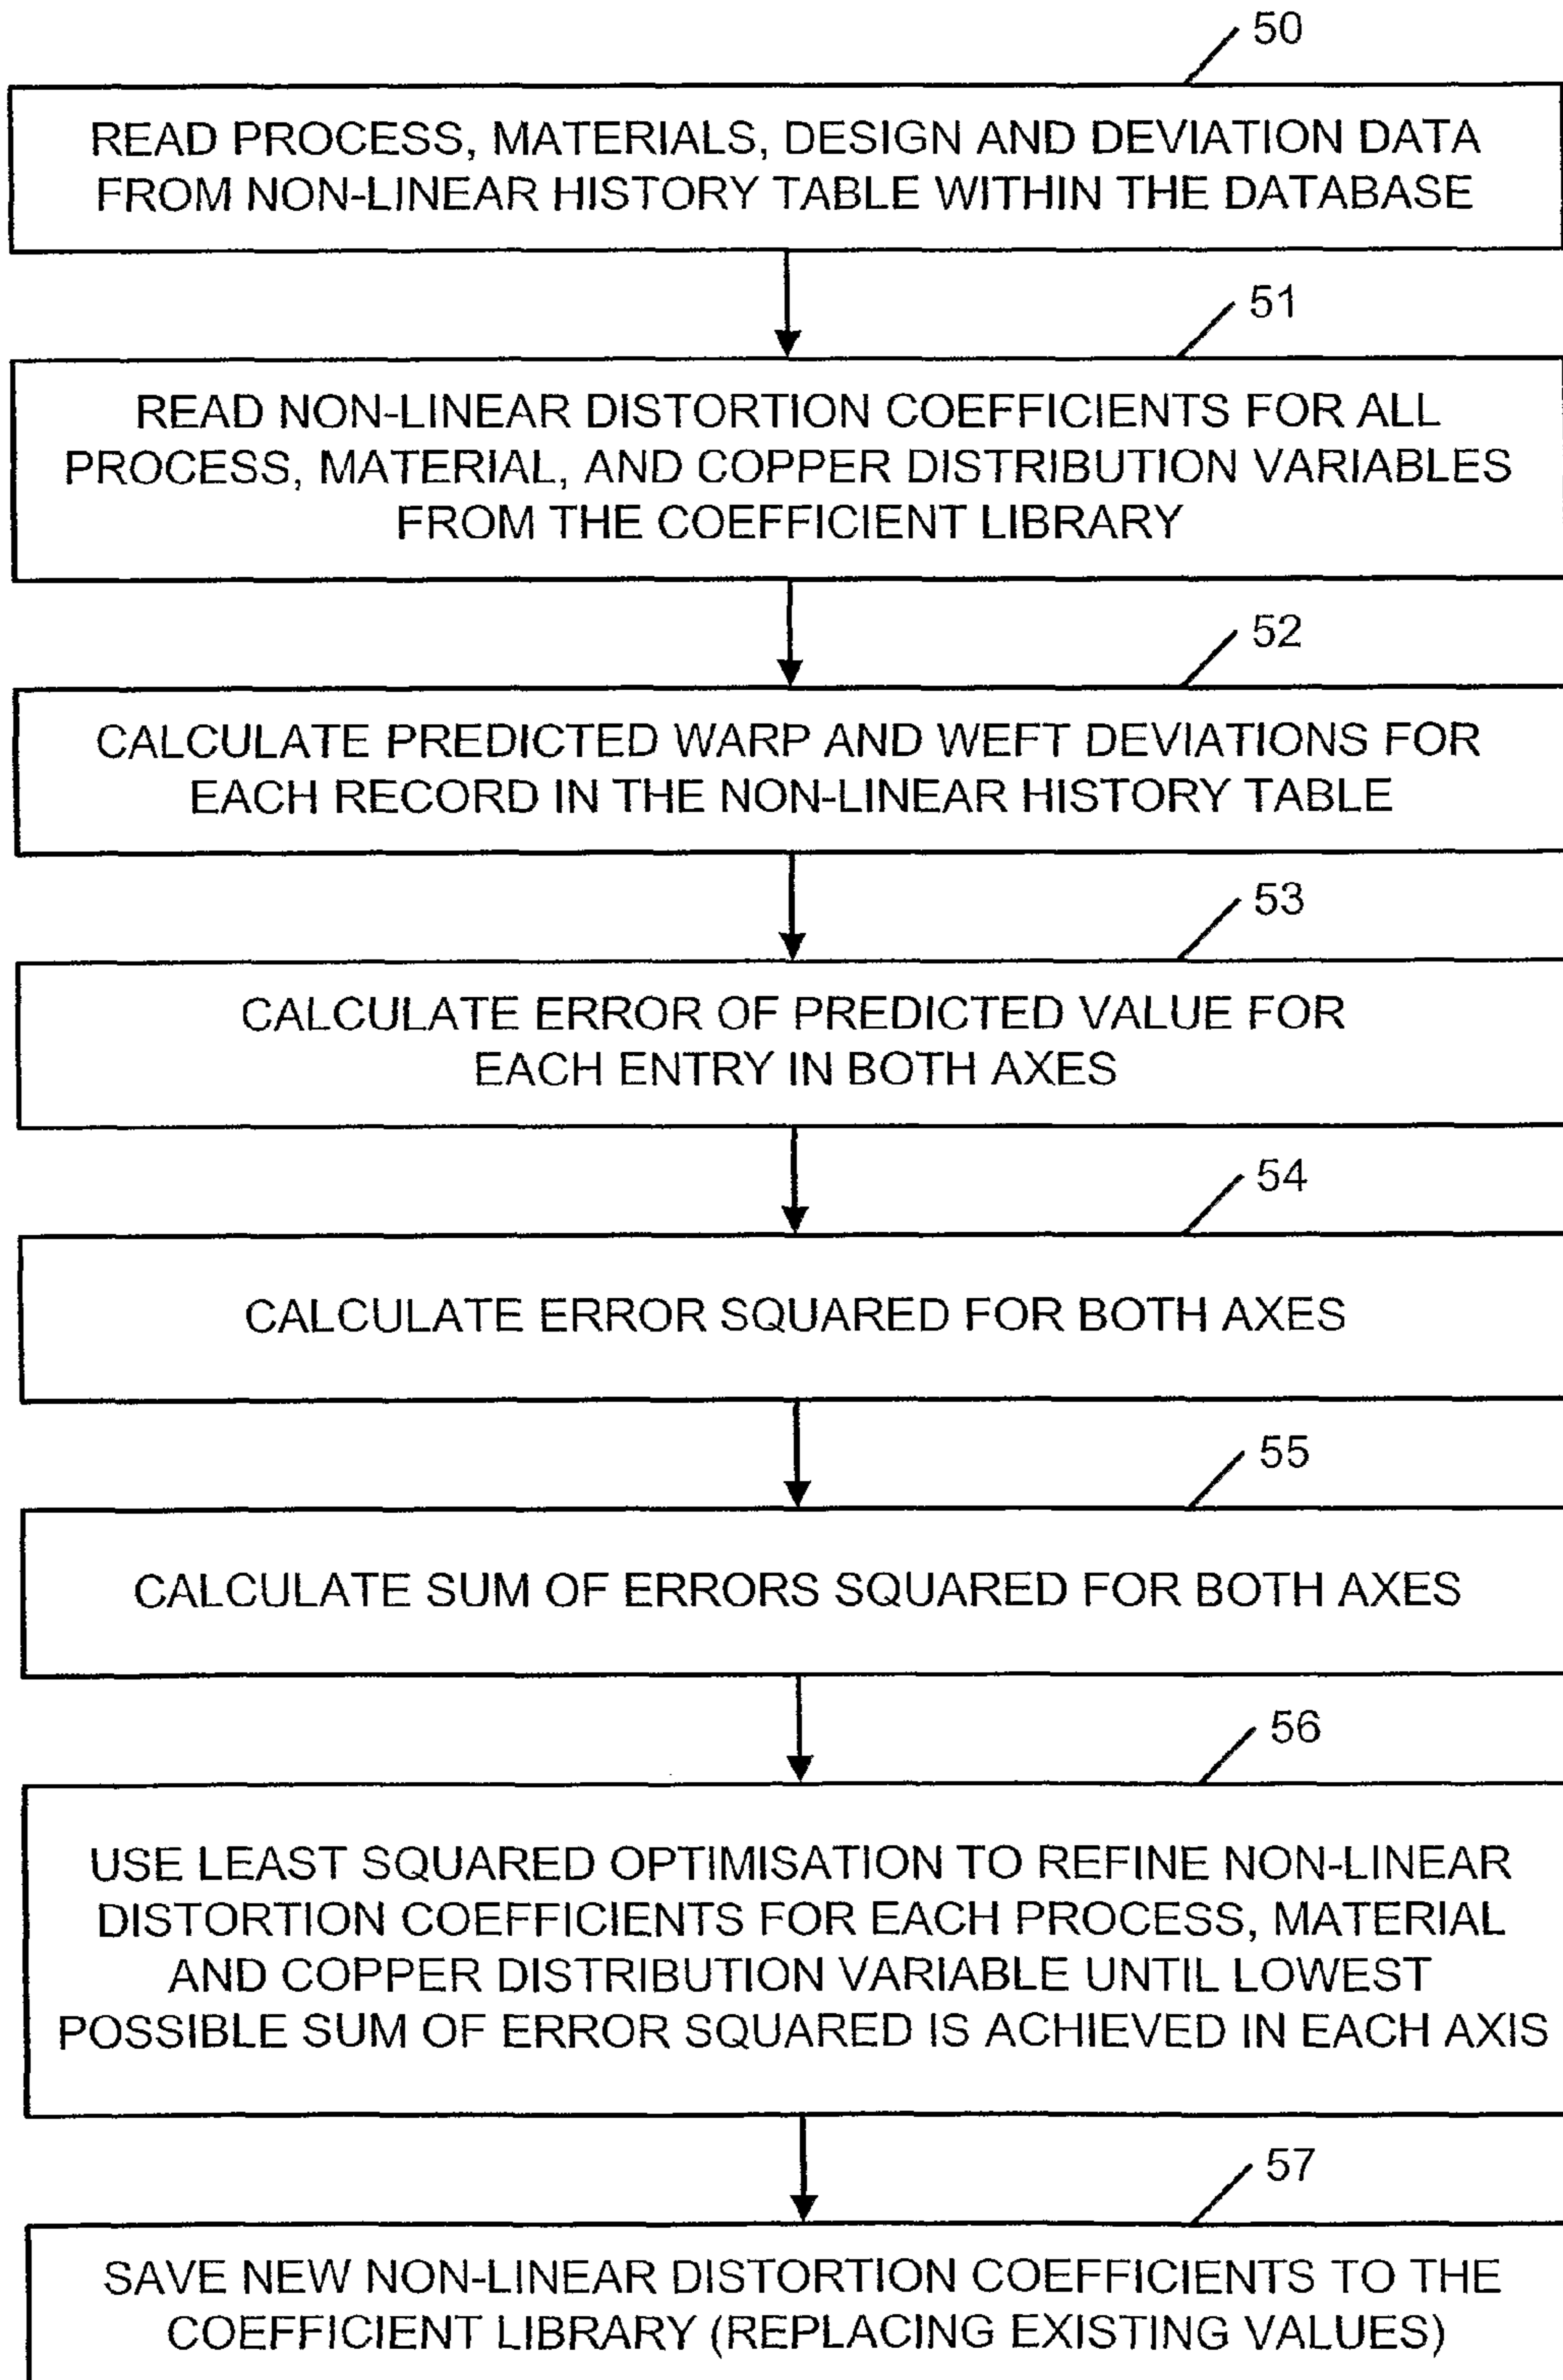 50
READ PROCESS, MATERIALS, DESIGN AND DEVIATION DATA
FROM NON-LINEAR HISTORY TABLE WITHIN THE DATABASE
51
READ NON-LINEAR DISTORTION COEFFICIENTS FOR ALL
PROCESS, MATERIAL, AND COPPER DISTRIBUTION VARIABLES
FROM THE COEFFICIENT LIBRARY
52
CALCULATE PREDICTED WARP AND WEFT DEVIATIONS FOR
EACH RECORD IN THE NON-LINEAR HISTORY TABLE
53
CALCULATE ERROR OF PREDICTED VALUE FOR
EACH ENTRY IN BOTH AXES
54
CALCULATE ERROR SQUARED FOR BOTH AXES
55
CALCULATE SUM OF ERRORS SQUARED FOR BOTH AXES
56
USE LEAST SQUARED OPTIMISATION TO REFINE NON-LINEAR
DISTORTION COEFFICIENTS FOR EACH PROCESS, MATERIAL
AND COPPER DISTRIBUTION VARIABLE UNTIL LOWEST
POSSIBLE SUM OF ERROR SQUARED IS ACHIEVED IN EACH AXIS
57
SAVE NEW NON-LINEAR DISTORTION COEFFICIENTS TO THE
COEFFICIENT LIBRARY (REPLACING EXISTING VALUES)